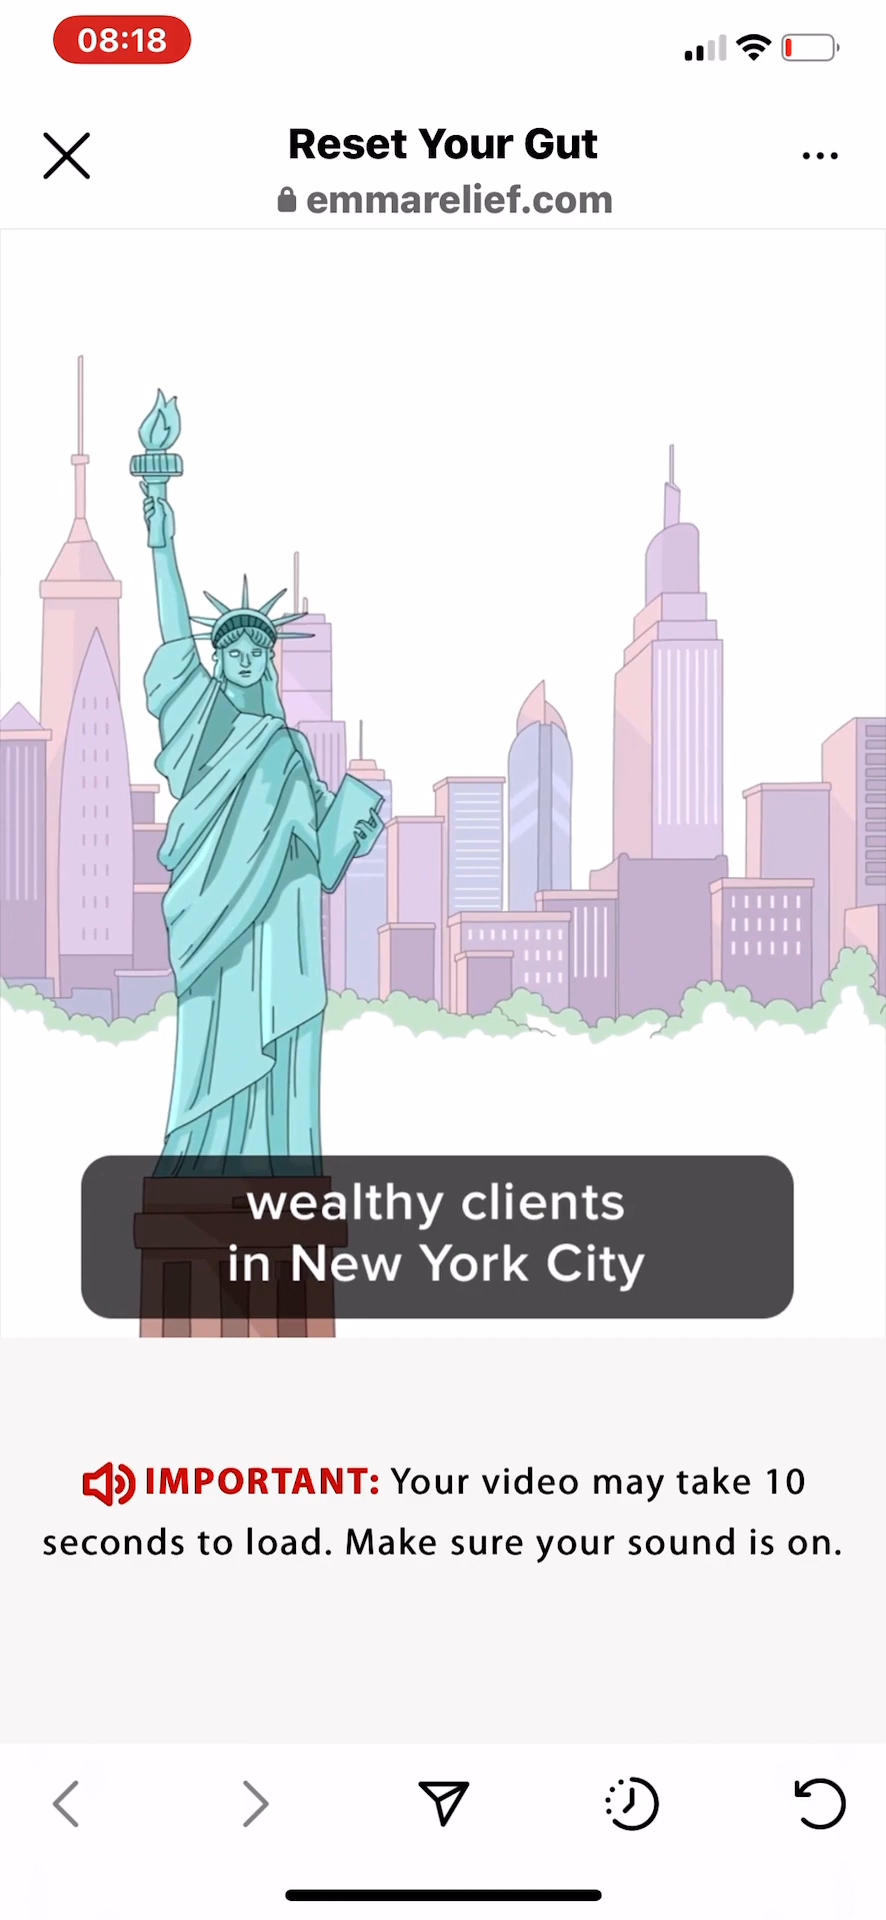 08:18
Reset Your Gut
emmarelief.com
wealthy clients
in New York City
IMPORTANT: Your video may take 10
seconds to load. Make sure your sound is on.